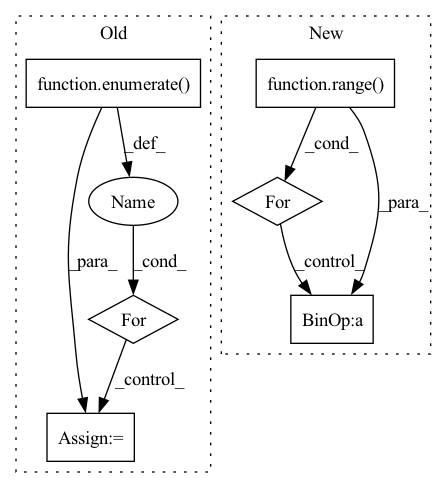 Old
New
function.enumerate()
function.range()
_def_
_cond_
Name
For
_para_
_cond_
_control_
_para_
For
BinOp:a
_control_
Assign:=